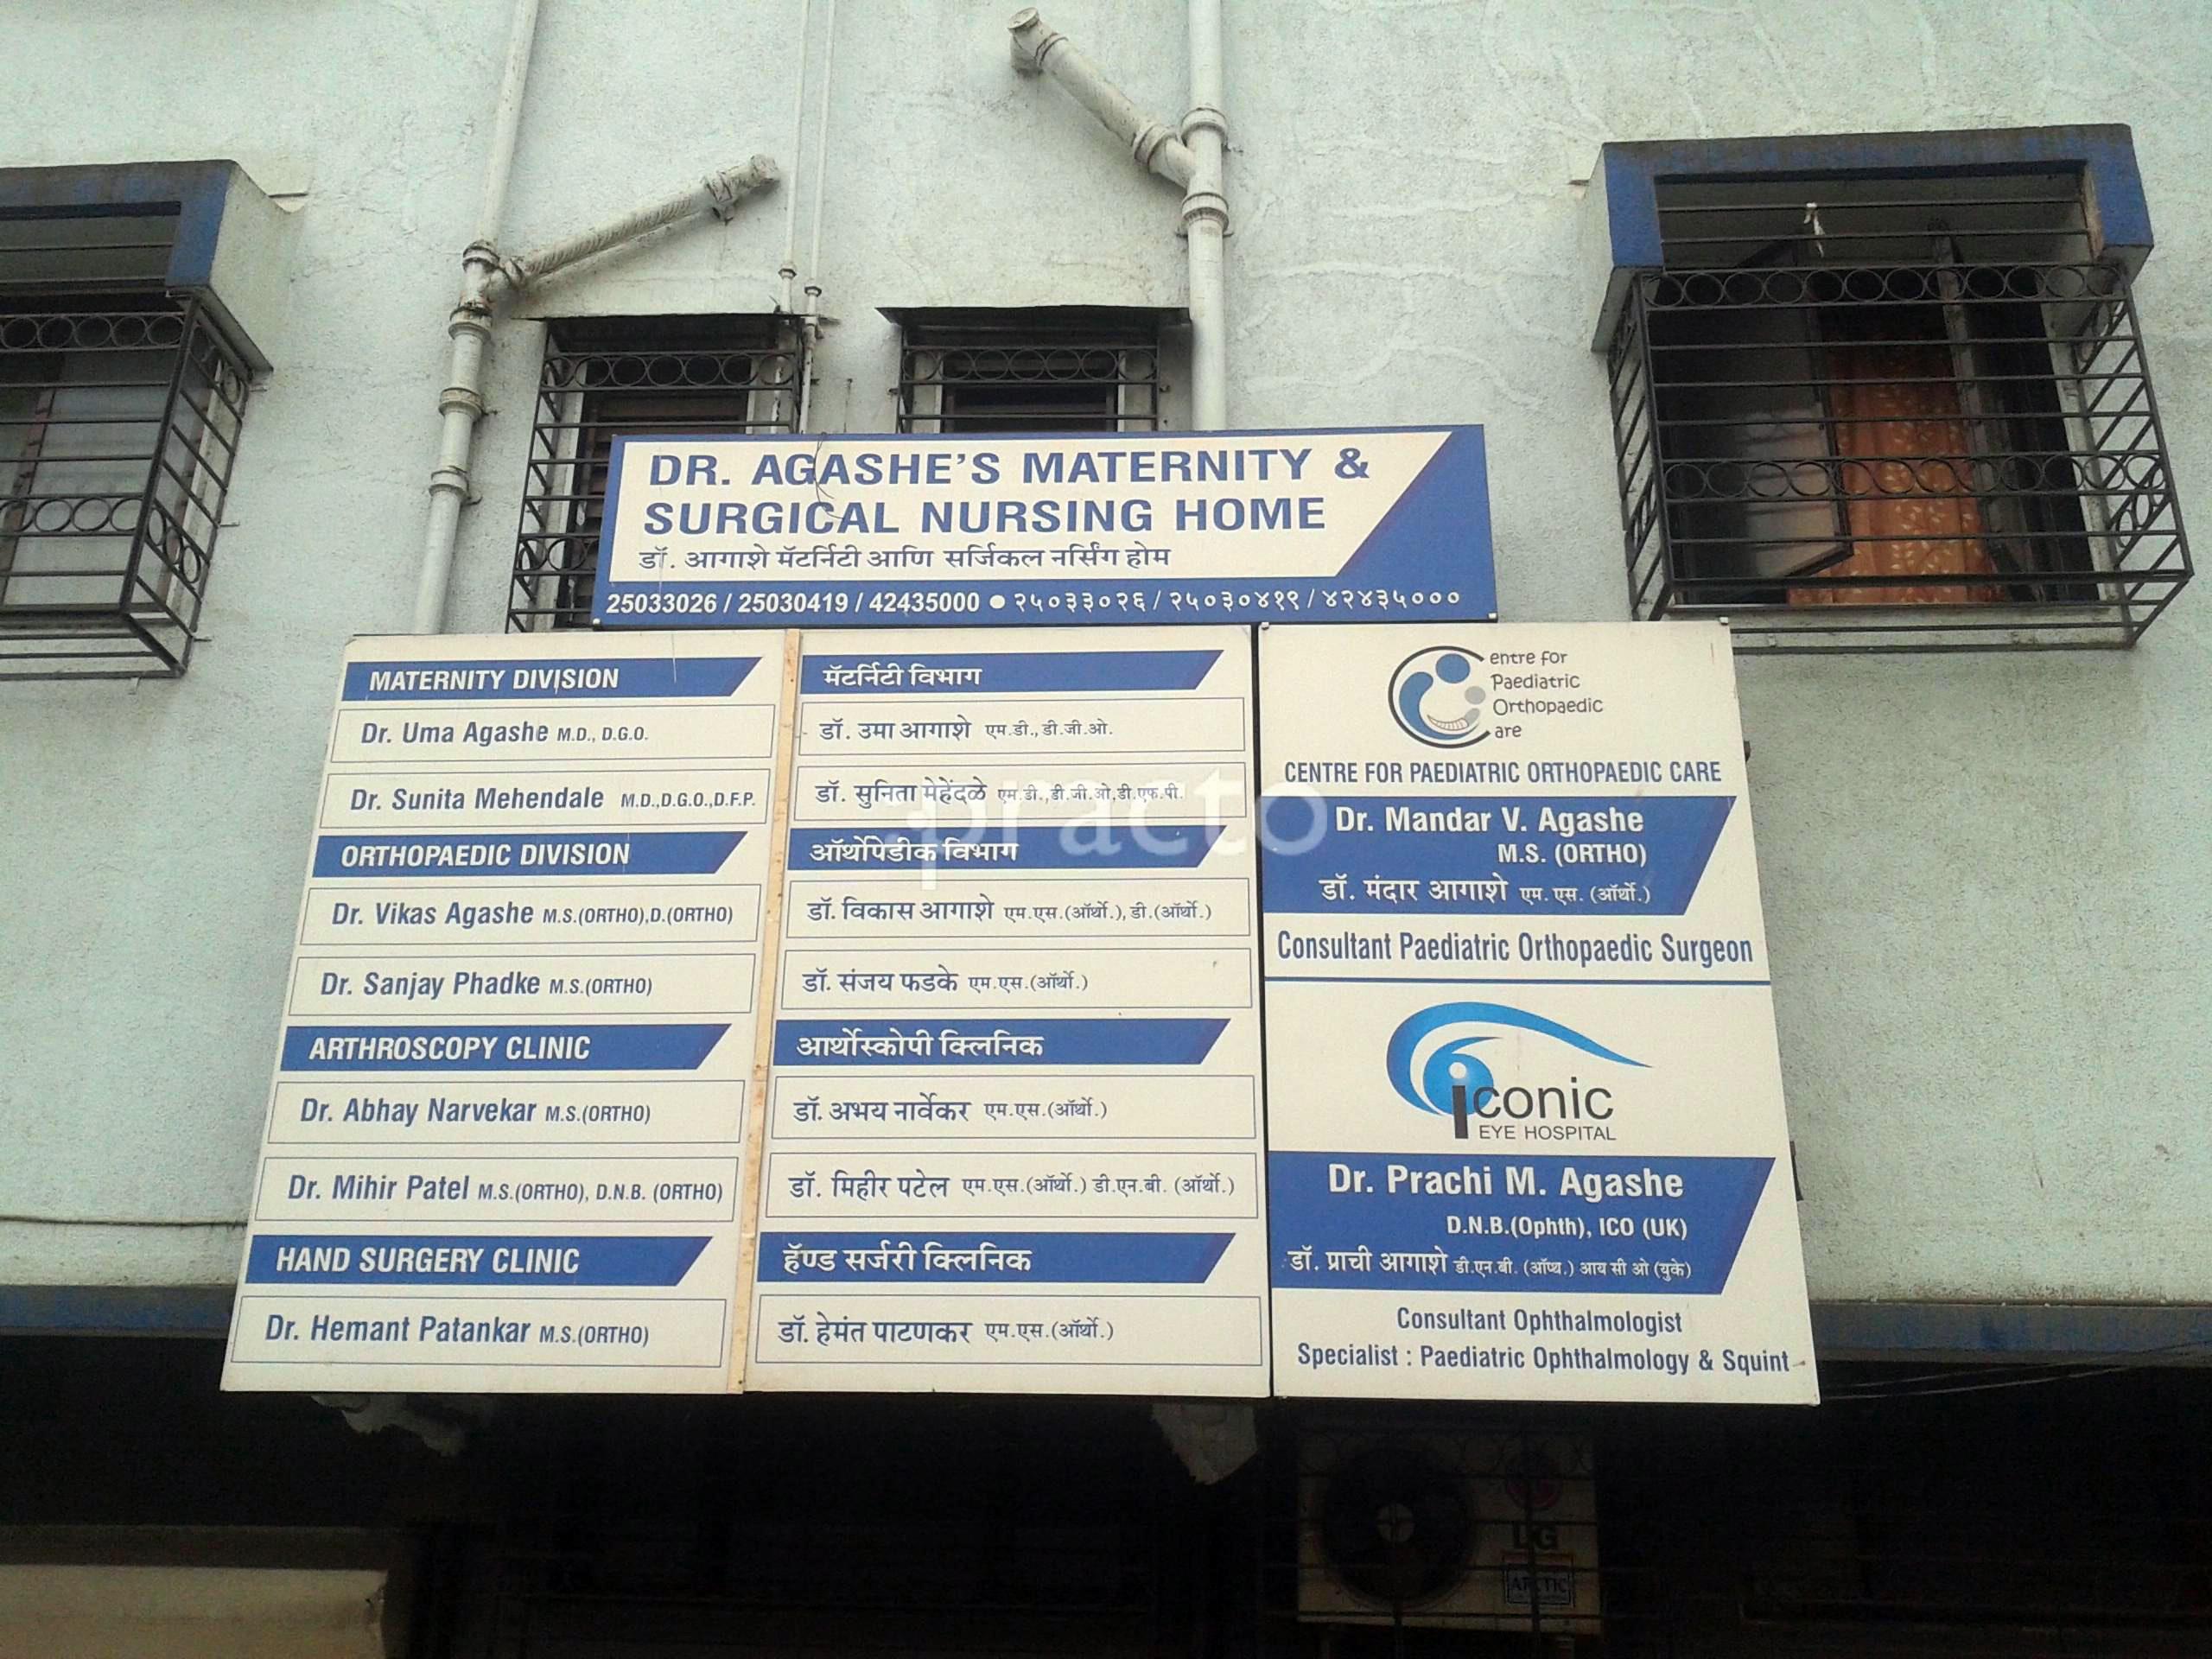 DR. AGASHE'S MATERNITY &
SURGICAL NURSING HOME
डॉ. आगाशे मॅटर्निटी आणि सर्जिकल नर्सिंग होम
25033026 / 25030419 / 42435000 ● २५०३३०२६ / २५०३०४१९ / ४२४३५०००
MATERNITY DIVISION
Dr. Uma Agashe M.D., D.G.O.
Dr. Sunita Mehendale M.D.,D.G.O.,D.F.P.
ORTHOPAEDIC DIVISION
Dr. Vikas Agashe M.S.(ORTHO),D.(ORTHO)
Dr. Sanjay Phadke M.S.(ORTHO)
ARTHROSCOPY CLINIC
Dr. Abhay Narvekar M.S.(ORTHO)
Dr. Mihir Patel M.S.(ORTHO), D.N.B. (ORTHO)
HAND SURGERY CLINIC
Dr. Hemant Patankar M.S.(ORTHO)
मॅटर्निटी विभाग
डॉ. उमा आगाशे एम.डी., डी.जी.ओ.
डॉ. सुनिता मेहेंदळे एम.डी.,डी.जी.ओ,डी.एफ.पी.
ऑर्थोपेडीक विभाग
डॉ. विकास आगाशे एम.एस.(ऑर्थो.), डी.(ऑर्थो.)
डॉ. संजय फडके एम.एस.(ऑर्थो.)
आर्थोस्कोपी क्लिनिक
डॉ. अभय नार्वेकर एम.एस.(ऑर्थो.)
डॉ. मिहीर पटेल एम.एस.(ऑर्थो.) डी.एन.बी. (ऑर्थो.)
हॅण्ड सर्जरी क्लिनिक
डॉ. हेमंत पाटणकर एम.एस.(ऑर्थो.)
Centre for
Paediatric
Orthopaedic
Care
CENTRE FOR PAEDIATRIC ORTHOPAEDIC CARE
Dr. Mandar V. Agashe
M.S. (ORTHO)
डॉ. मंदार आगाशे एम. एस. (ऑर्थो.)
Consultant Paediatric Orthopaedic Surgeon
iconic
EYE HOSPITAL
Dr. Prachi M. Agashe
D.N.B.(Ophth), ICO (UK)
डॉ. प्राची आगाशे डी.एन.बी. (ऑप्थ.) आय सी ओ (युके)
Consultant Ophthalmologist
Specialist : Paediatric Ophthalmology & Squint
practo
LG
ARCTIC